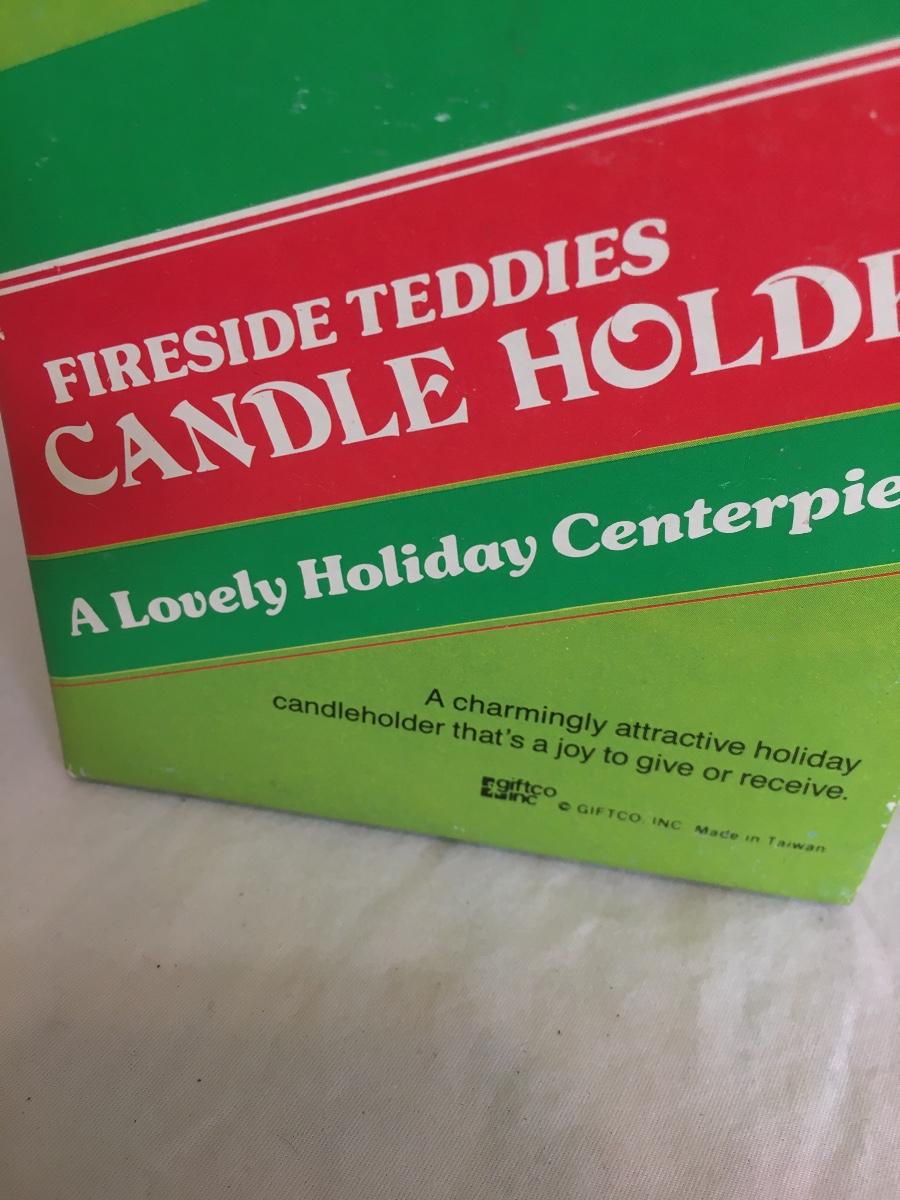 FIRESIDE TEDDIES
CANDLE HOLDE
A Lovely Holiday Centerpie
A charmingly attractive holiday
candleholder that's a joy to give or receive.
giftco
inc
© GIFTCO, INC Made in Taiwan